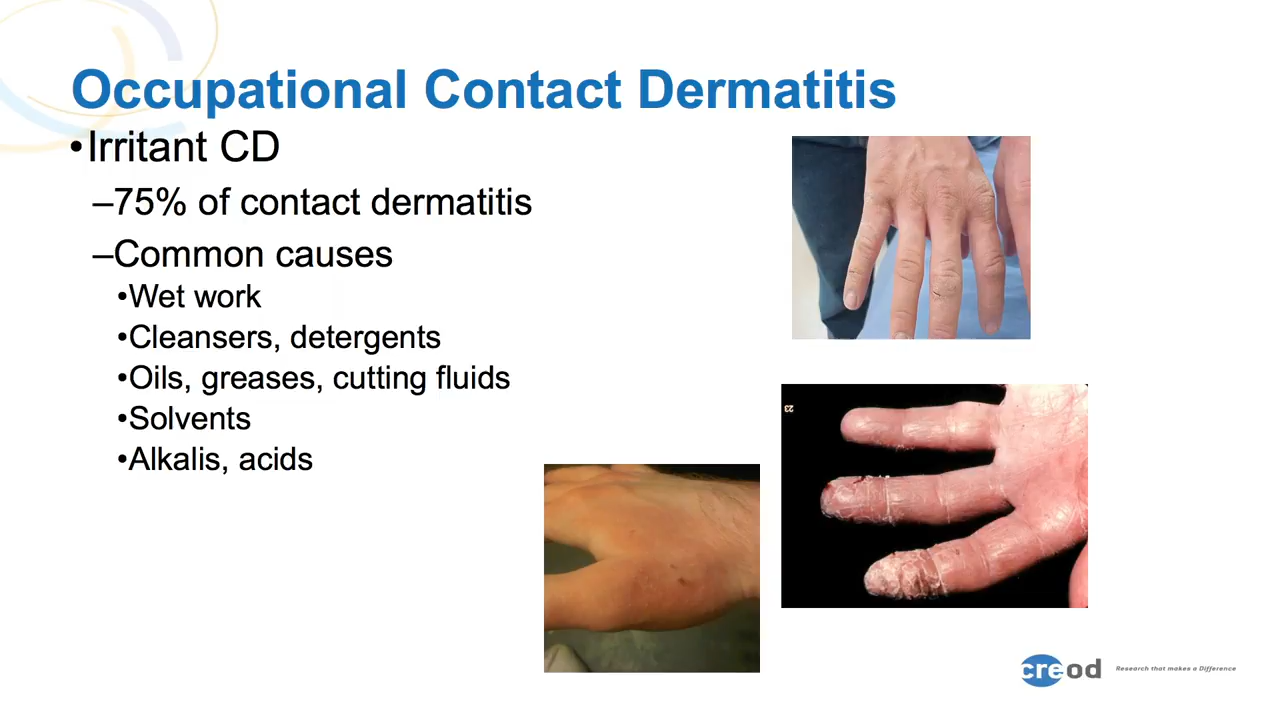 Occupational Contact Dermatitis
•Irritant CD
–75% of contact dermatitis
–Common causes
•Wet work
•Cleansers, detergents
•Oils, greases, cutting fluids
•Solvents
•Alkalis, acids
23
creod
Research that makes a Difference